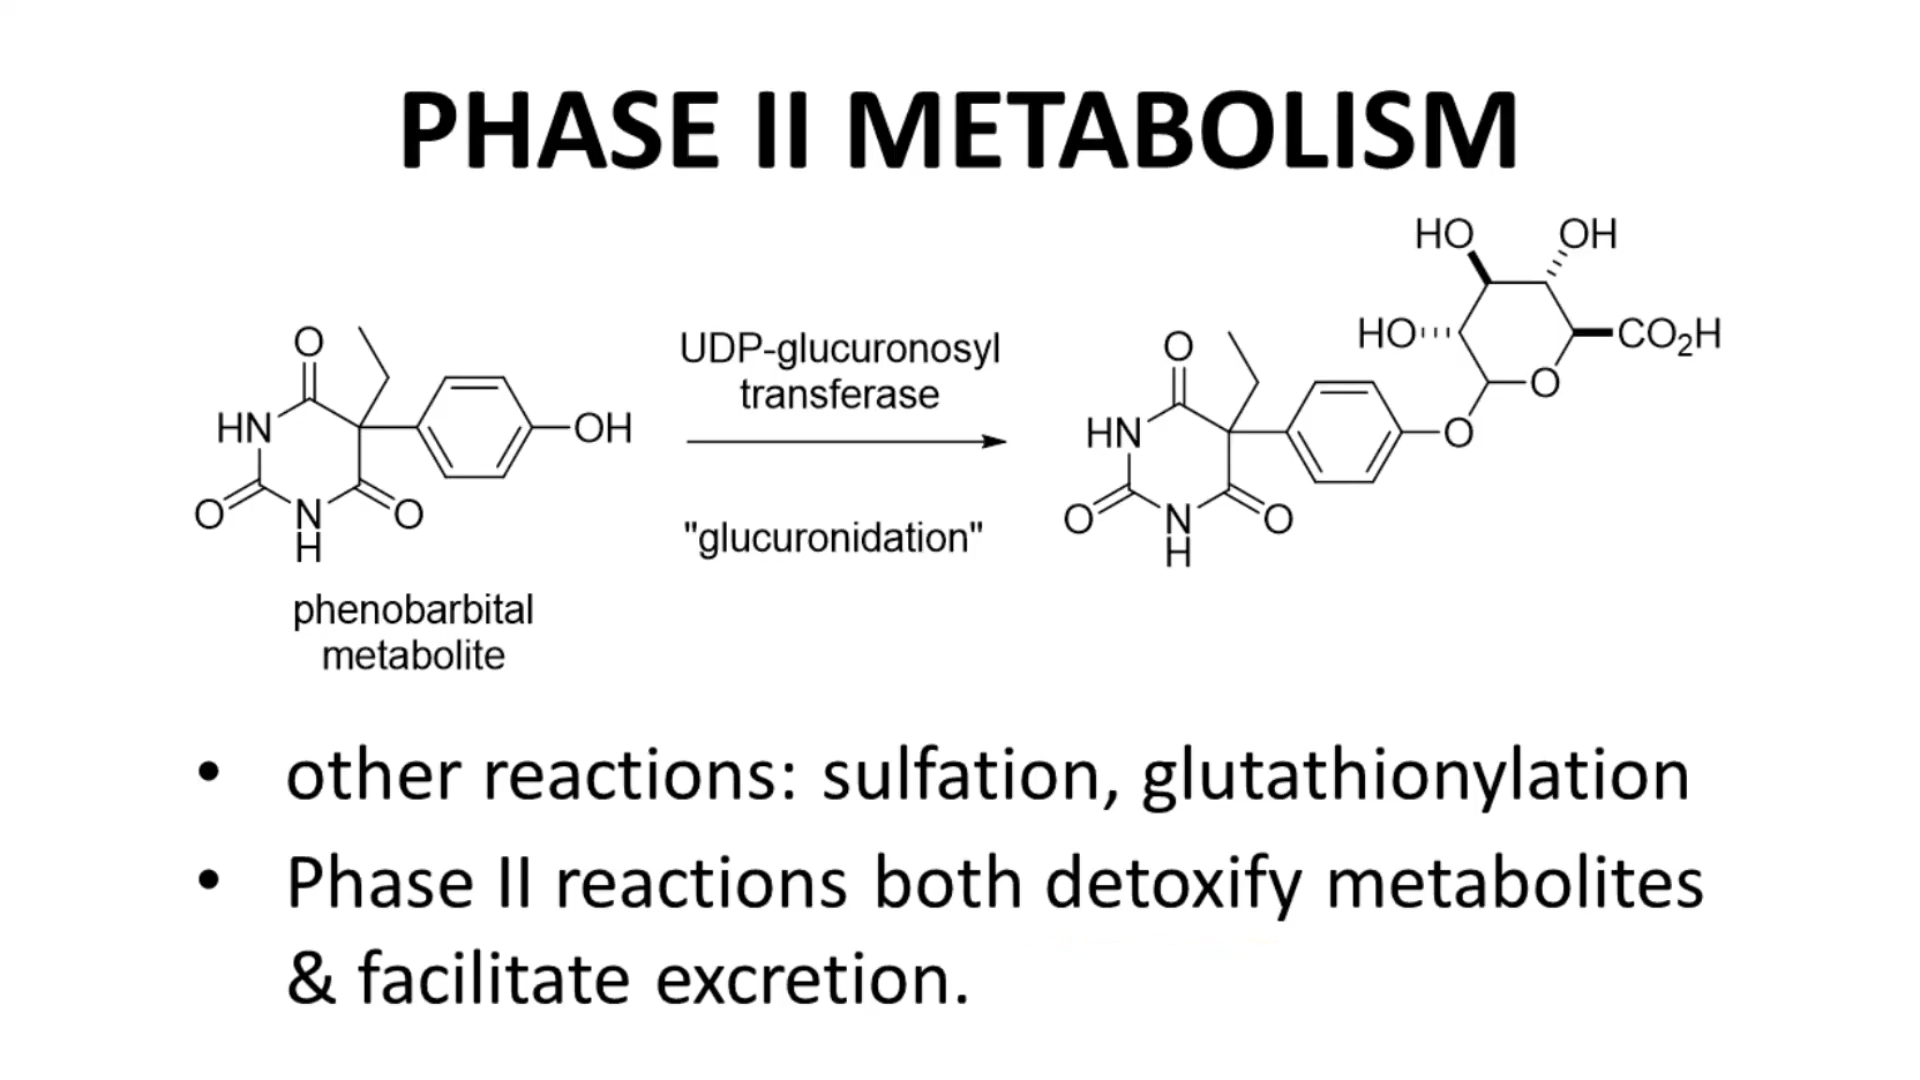 PHASE II METABOLISM
HO OH
HO CO2H
O
O
O
HN OH
O N O
H
UDP-glucuronosyl
transferase
"glucuronidation"
O
HN
O N O
H
phenobarbital
metabolite
• other reactions: sulfation, glutathionylation
• Phase II reactions both detoxify metabolites
& facilitate excretion.